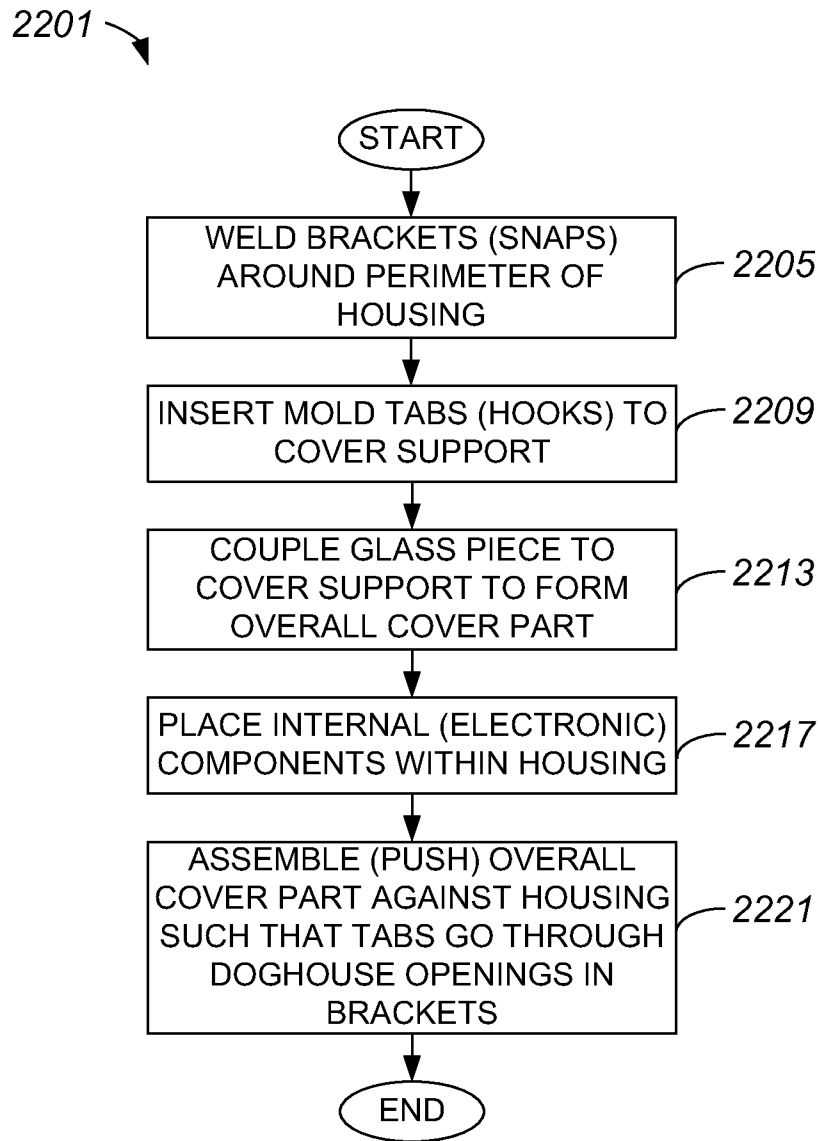 2201
START
WELD BRACKETS (SNAPS)
AROUND PERIMETER OF
HOUSING
2205
INSERT MOLD TABS (HOOKS) TO
COVER SUPPORT
2209
COUPLE GLASS PIECE TO
COVER SUPPORT TO FORM
OVERALL COVER PART
2213
PLACE INTERNAL (ELECTRONIC)
COMPONENTS WITHIN HOUSING
2217
ASSEMBLE (PUSH) OVERALL
COVER PART AGAINST HOUSING
SUCH THAT TABS GO THROUGH
DOGHOUSE OPENINGS IN
BRACKETS
2221
END